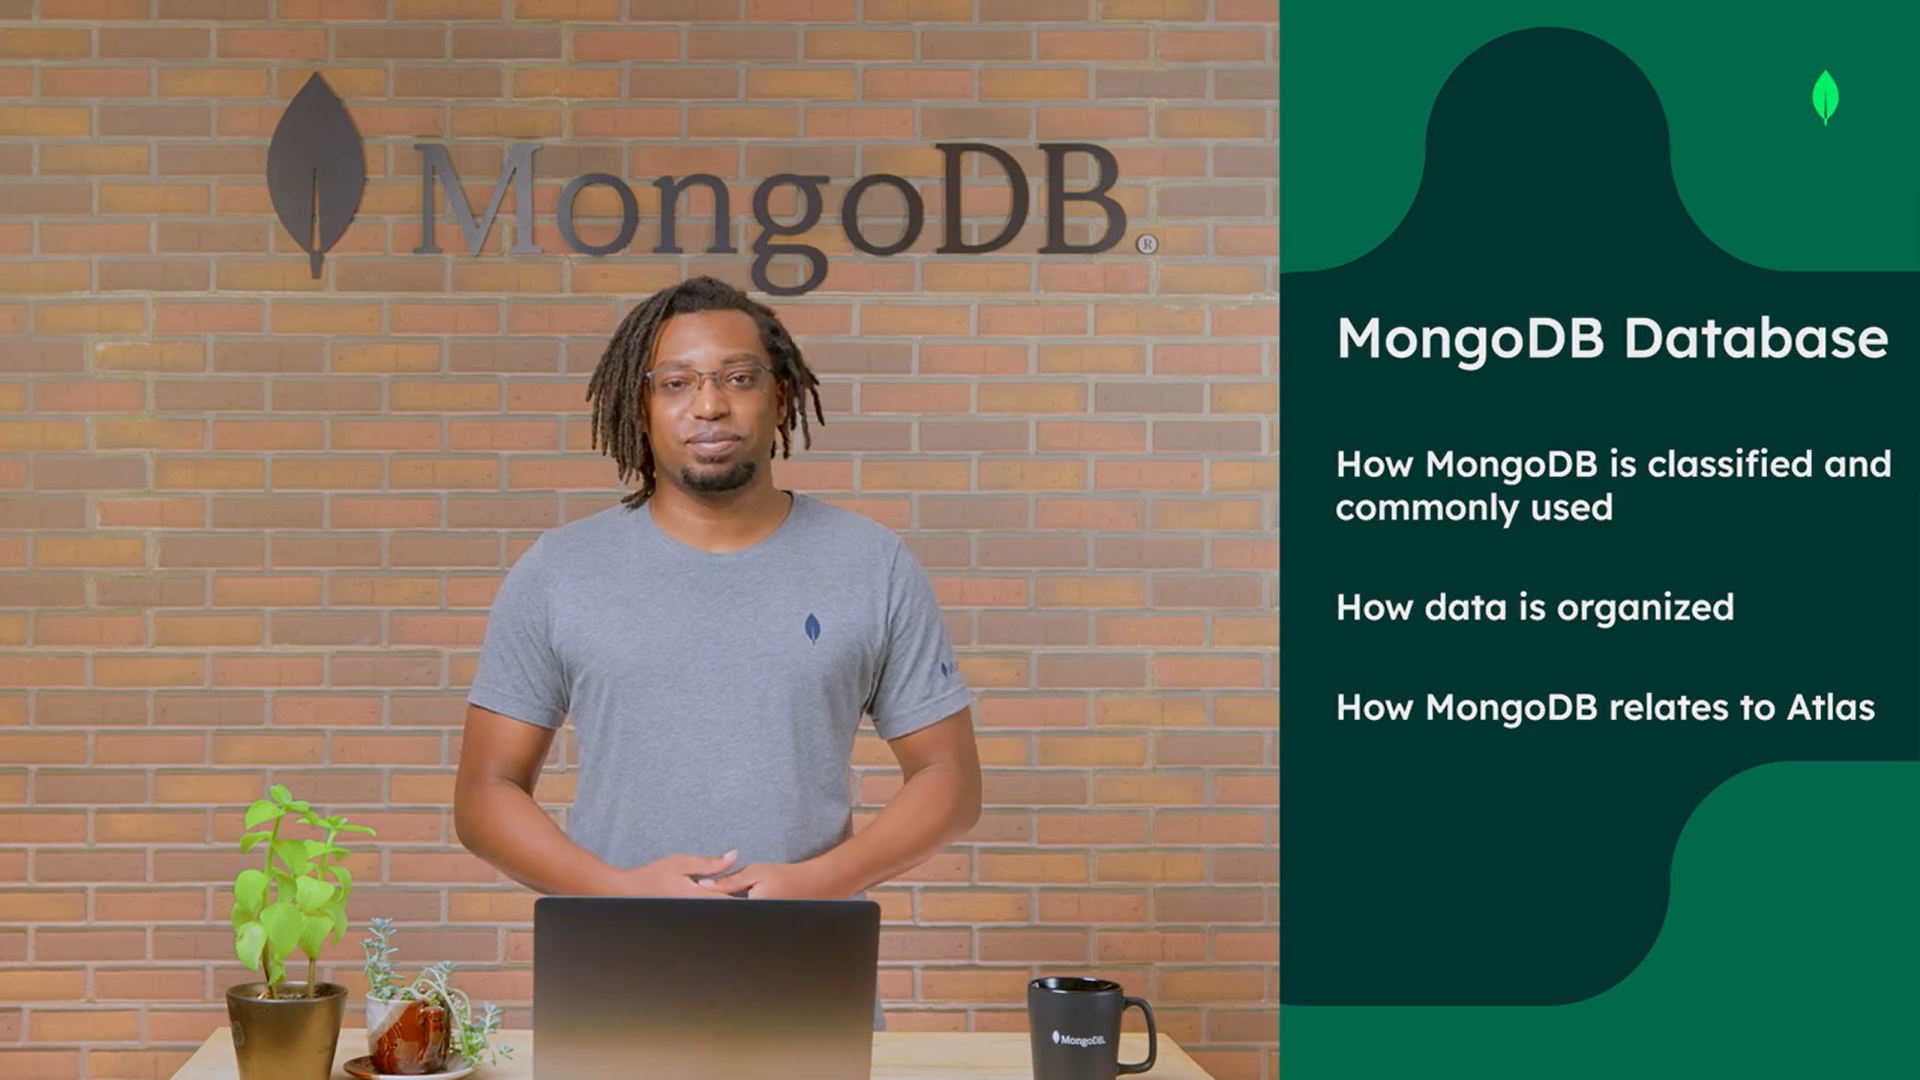 MongoDB®
MongoDB Database
How MongoDB is classified and
commonly used
How data is organized
How MongoDB relates to Atlas
MongoDB.